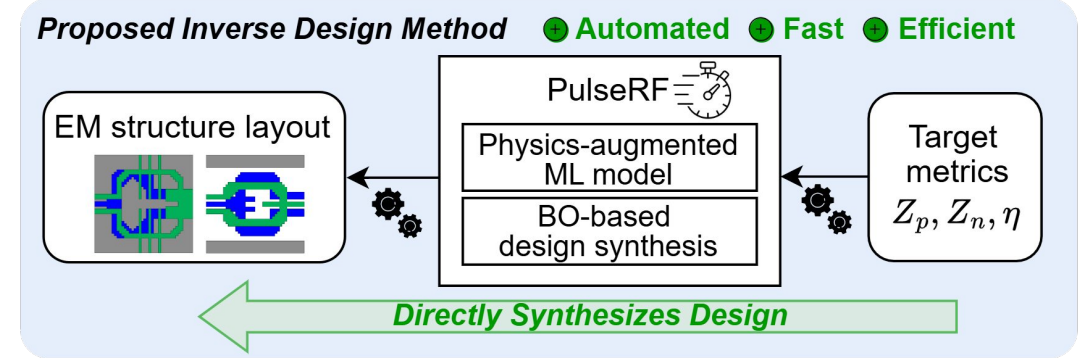 Proposed Inverse Design Method + Automated + Fast + Efficient
EM structure layout
PulseRF
Physics-augmented
ML model
BO-based
design synthesis
Target
metrics
Z_p, Z_n, η
Directly Synthesizes Design